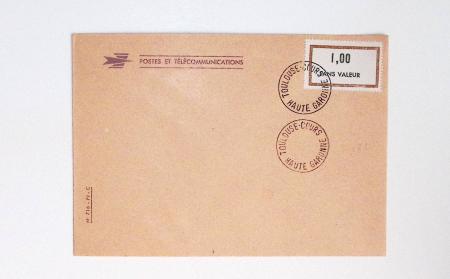 POSTES ET TÉLÉCOMMUNICATIONS
1,00
SANS VALEUR
TOULOUSE-COURS
HAUTE GARONNE
TOULOUSE-COURS
HAUTE GARONNE